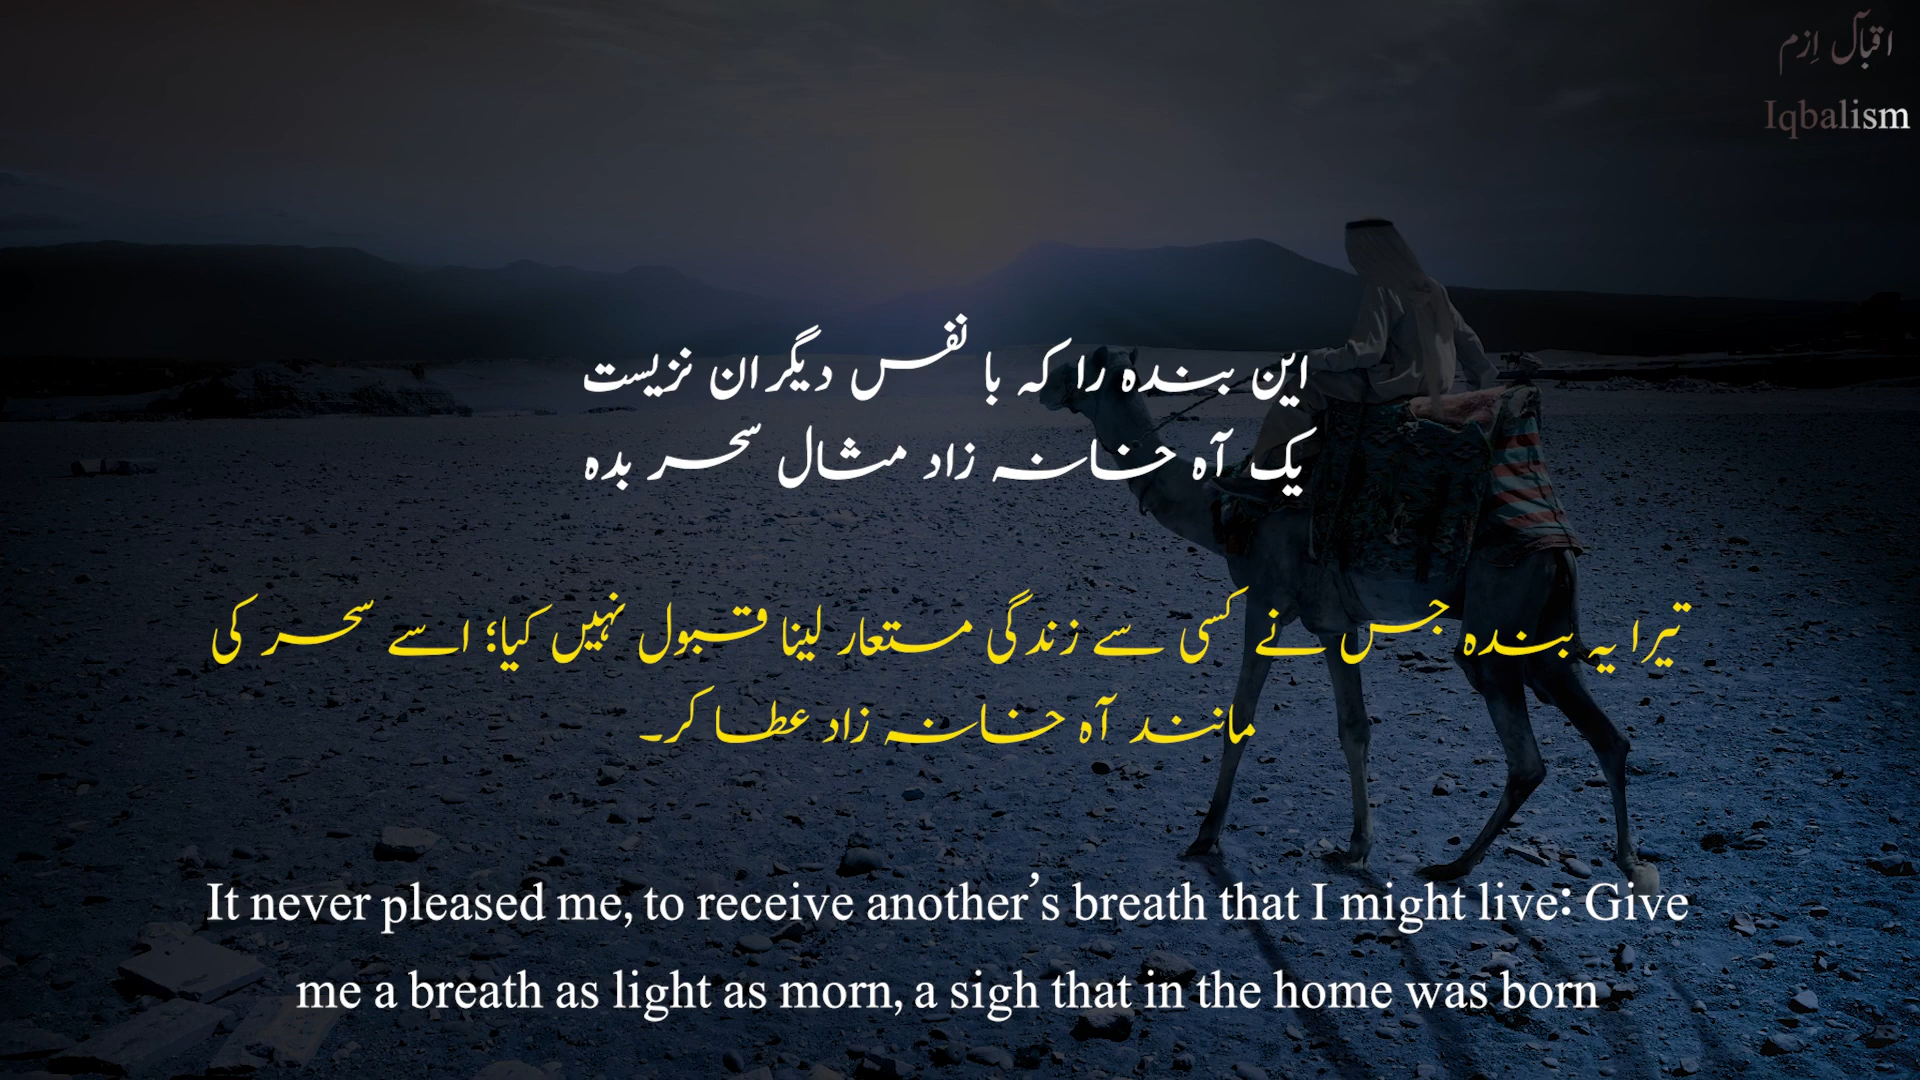 اقبال اِزم
Iqbalism
این بندہ را کہ با نفس دیگران نزیست
یک آہ خانہ زاد مثال سحر بدہ
تیرا یہ بندہ جس نے کسی سے زندگی مستعار لینا قبول نہیں کیا؛ اسے سحر کی
مانند آہ خانہ زاد عطا کر۔
It never pleased me, to receive another’s breath that I might live: Give
me a breath as light as morn, a sigh that in the home was born